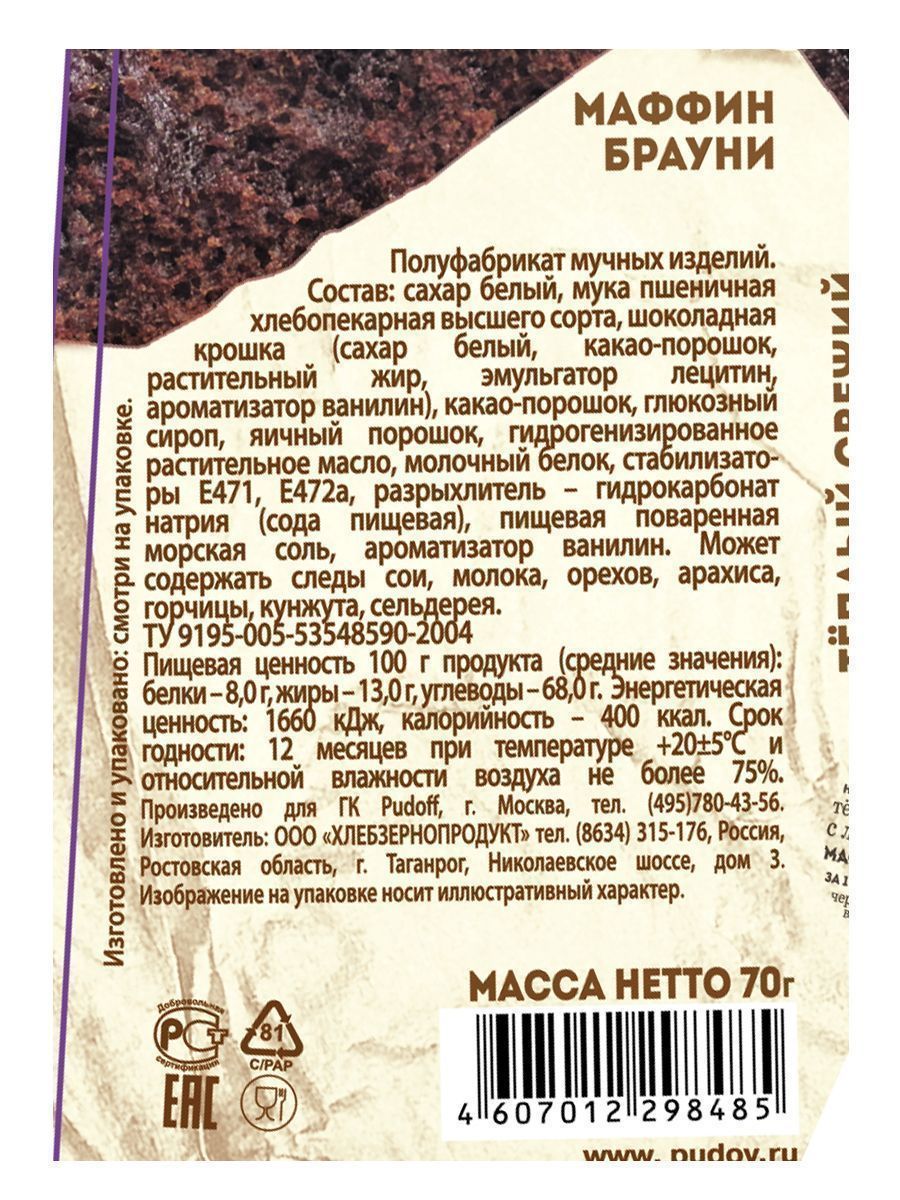 МАФФИН
БРАУНИ
Полуфабрикат мучных изделий.
Состав: сахар белый, мука пшеничная
хлебопекарная высшего сорта, шоколадная
крошка (сахар белый, какао-порошок,
растительный жир, эмульгатор лецитин,
ароматизатор ванилин), какао-порошок, глюкозный
сироп, яичный порошок, гидрогенизированное
растительное масло, молочный белок, стабилизато-
ры Е471, Е472а, разрыхлитель – гидрокарбонат
натрия (сода пищевая), пищевая поваренная
морская соль, ароматизатор ванилин. Может
содержать следы сои, молока, орехов, арахиса,
горчицы, кунжута, сельдерея.
ТУ 9195-005-53548590-2004
Пищевая ценность 100 г продукта (средние значения):
белки – 8,0 г, жиры – 13,0 г, углеводы – 68,0 г. Энергетическая
ценность: 1660 кДж, калорийность – 400 ккал. Срок
годности: 12 месяцев при температуре +20±5°С и
относительной влажности воздуха не более 75%.
Произведено для ГК Pudoff, г. Москва, тел. (495)780-43-56.
Изготовитель: ООО «ХЛЕБЗЕРНОПРОДУКТ» тел. (8634) 315-176, Россия,
Ростовская область, г. Таганрог, Николаевское шоссе, дом 3.
Изображение на упаковке носит иллюстративный характер.
Изготовлено и упаковано: смотри на упаковке.
МАССА НЕТТО 70г
Добровольная
РСТ
сертификация
81
C/PAP
ЕАС
4 607012 298485
www. pudov.ru